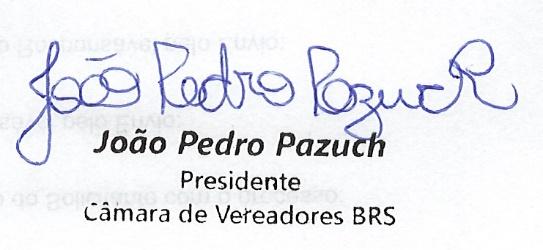 João Pedro Pazuch
João Pedro Pazuch
Presidente
Câmara de Vereadores BRS